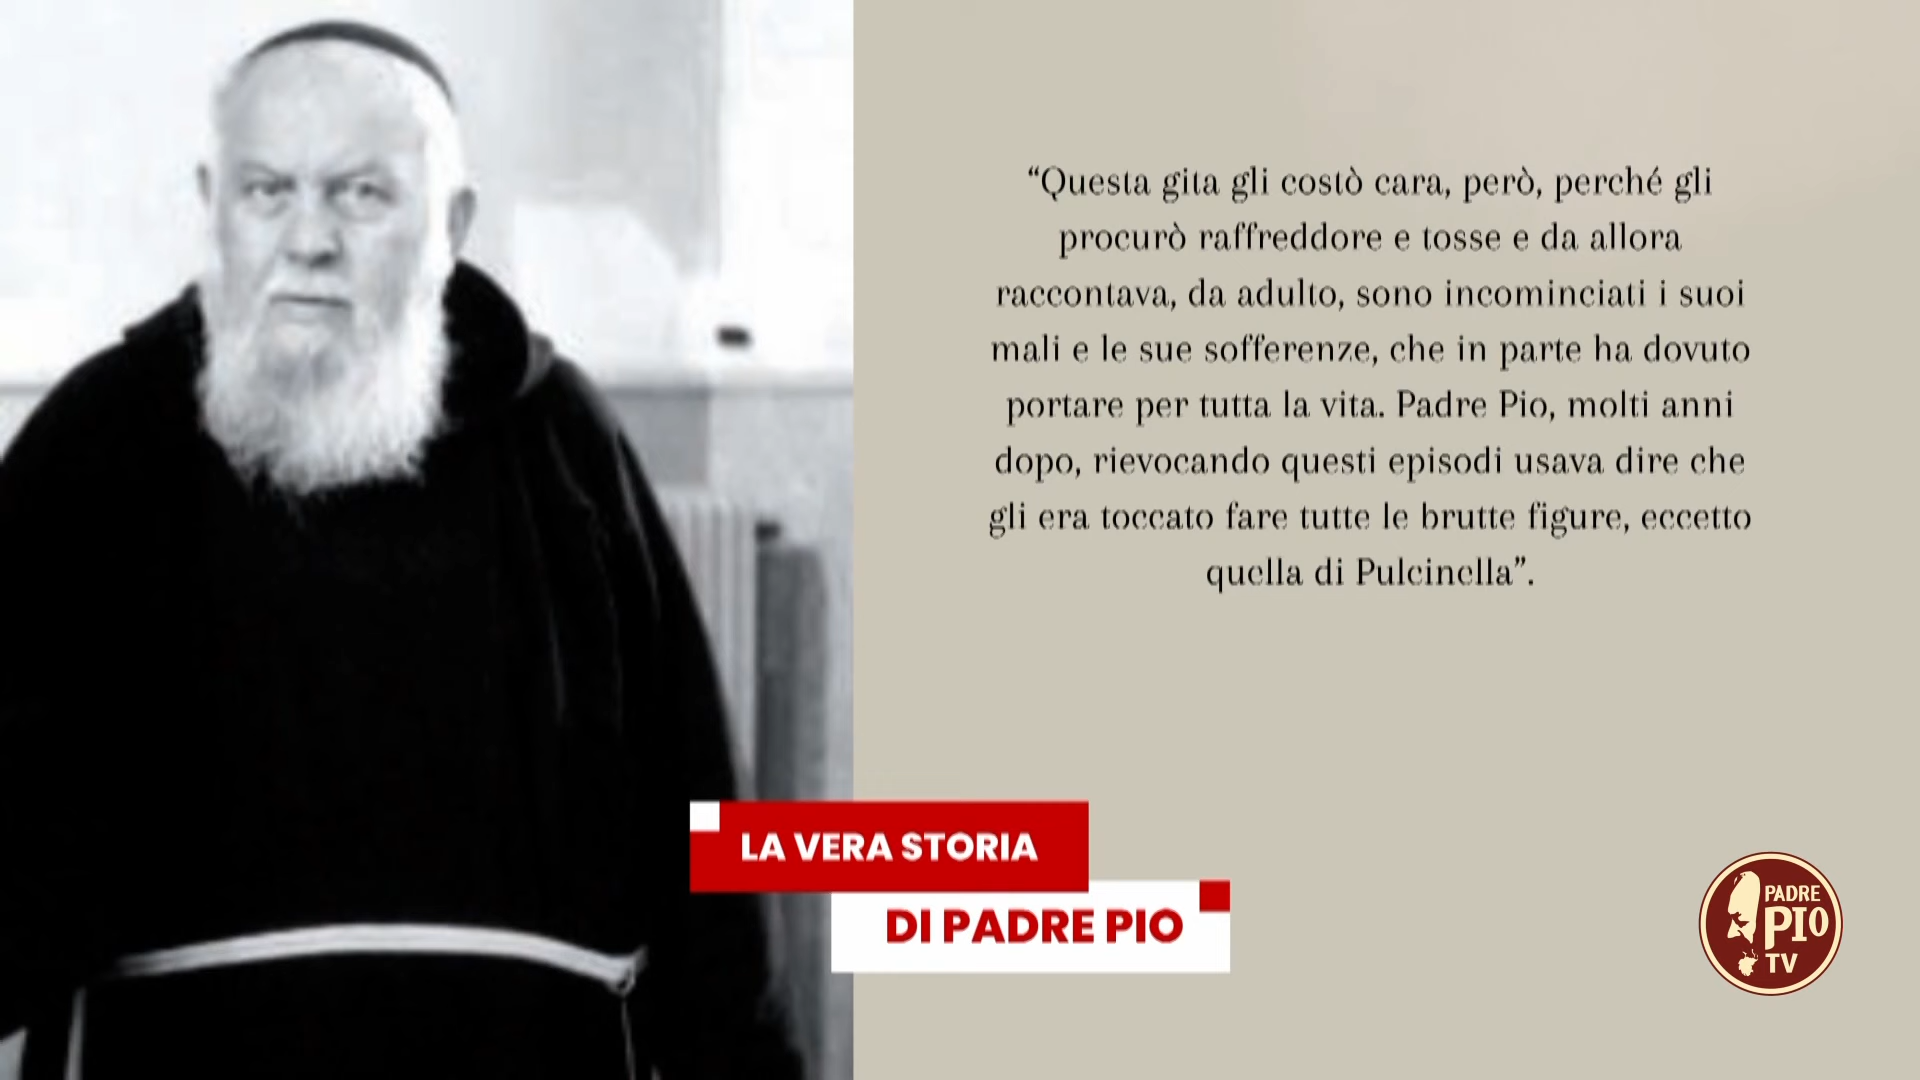 “Questa gita gli costò cara, però, perché gli
procurò raffreddore e tosse e da allora
raccontava, da adulto, sono incominciati i suoi
mali e le sue sofferenze, che in parte ha dovuto
portare per tutta la vita. Padre Pio, molti anni
dopo, rievocando questi episodi usava dire che
gli era toccato fare tutte le brutte figure, eccetto
quella di Pulcinella”.
LA VERA STORIA
DI PADRE PIO
PADRE
PIO
TV